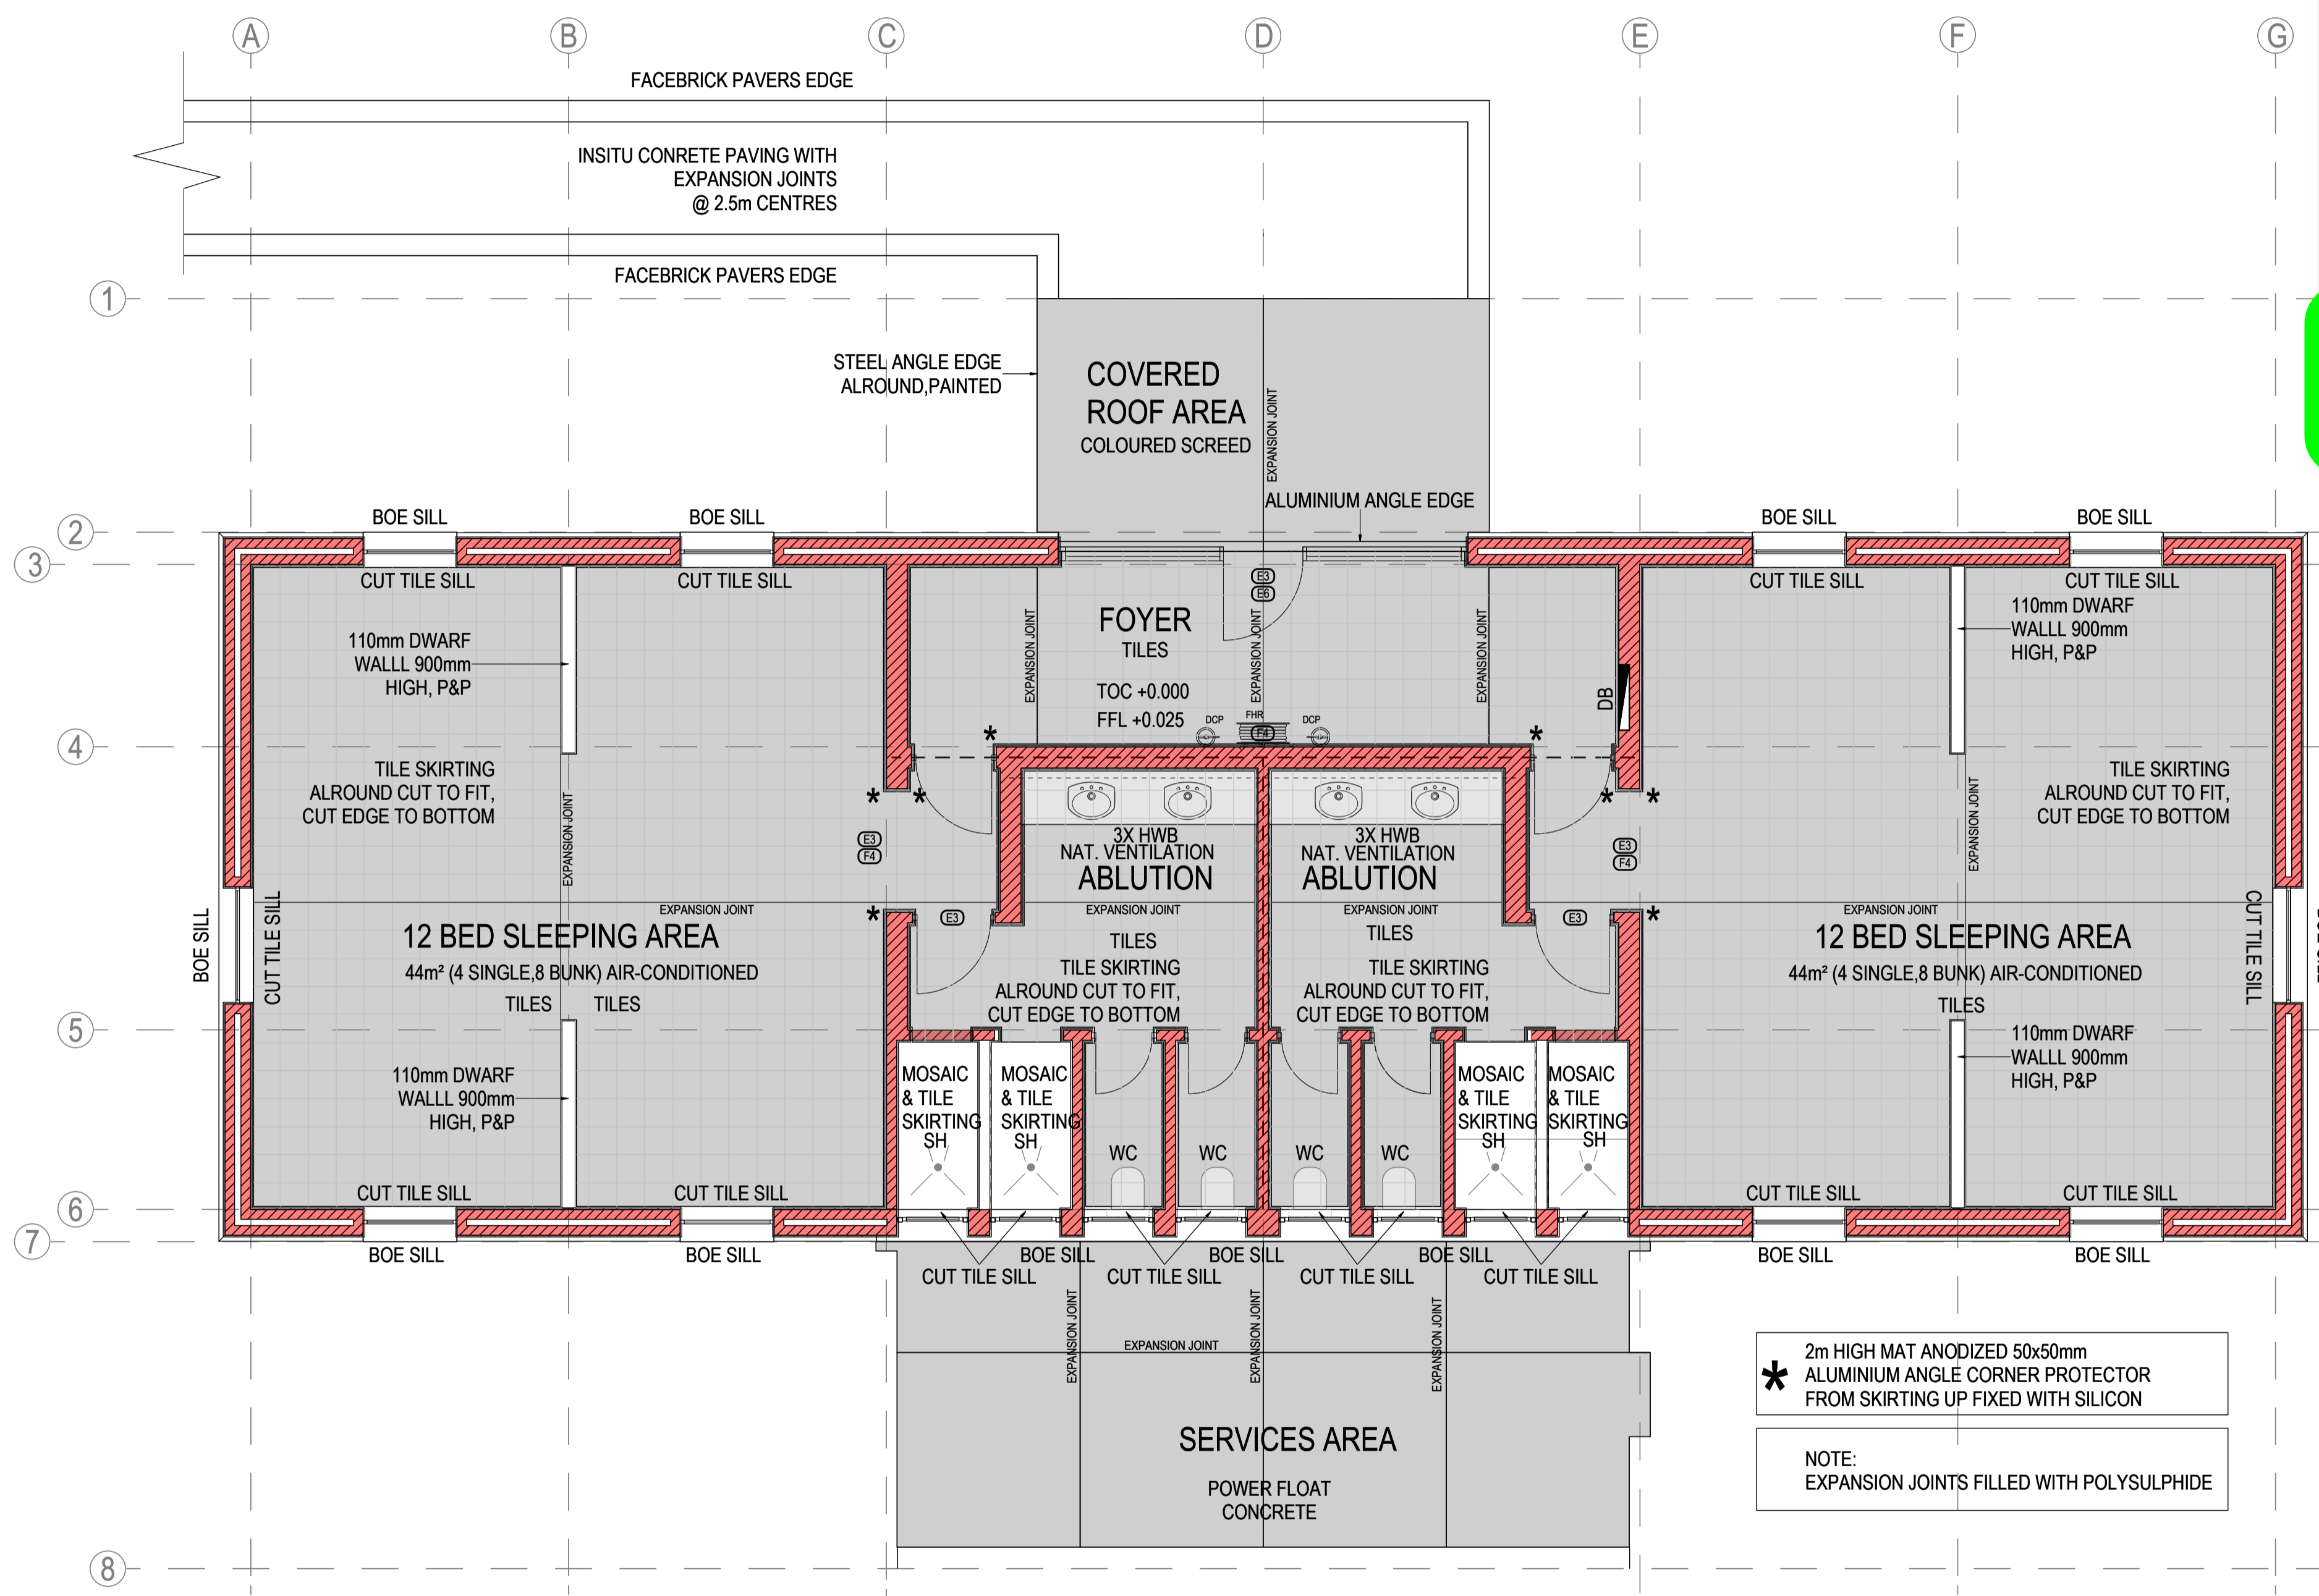 A
B
C
D
E
F
G
FACEBRICK PAVERS EDGE
INSITU CONRETE PAVING WITH
EXPANSION JOINTS
@ 2.5m CENTRES
FACEBRICK PAVERS EDGE
1
STEEL ANGLE EDGE
ALROUND,PAINTED
COVERED
ROOF AREA
COLOURED SCREED
EXPANSION JOINT
ALUMINIUM ANGLE EDGE
2
3
BOE SILL
BOE SILL
BOE SILL
BOE SILL
CUT TILE SILL
CUT TILE SILL
CUT TILE SILL
CUT TILE SILL
110mm DWARF
WALLL 900mm
HIGH, P&P
EXPANSION JOINT
FOYER
TILES
TOC +0.000
FFL +0.025
EXPANSION JOINT
E3
E6
EXPANSION JOINT
DCP
FHR
F4
DCP
DB
110mm DWARF
WALLL 900mm
HIGH, P&P
4
*
*
TILE SKIRTING
ALROUND CUT TO FIT,
CUT EDGE TO BOTTOM
EXPANSION JOINT
*
*
E3
F4
3X HWB
NAT. VENTILATION
ABLUTION
EXPANSION JOINT
TILES
TILE SKIRTING
ALROUND CUT TO FIT,
CUT EDGE TO BOTTOM
3X HWB
NAT. VENTILATION
ABLUTION
EXPANSION JOINT
TILES
TILE SKIRTING
ALROUND CUT TO FIT,
CUT EDGE TO BOTTOM
*
*
E3
F4
TILE SKIRTING
ALROUND CUT TO FIT,
CUT EDGE TO BOTTOM
EXPANSION JOINT
BOE SILL
CUT TILE SILL
EXPANSION JOINT
*
E3
E3
*
EXPANSION JOINT
CUT TILE SILL
12 BED SLEEPING AREA
44m² (4 SINGLE,8 BUNK) AIR-CONDITIONED
TILES
TILES
12 BED SLEEPING AREA
44m² (4 SINGLE,8 BUNK) AIR-CONDITIONED
TILES
5
110mm DWARF
WALLL 900mm
HIGH, P&P
MOSAIC
& TILE
SKIRTING
SH
MOSAIC
& TILE
SKIRTING
SH
WC
WC
WC
WC
MOSAIC
& TILE
SKIRTING
SH
MOSAIC
& TILE
SKIRTING
SH
110mm DWARF
WALLL 900mm
HIGH, P&P
6
7
CUT TILE SILL
CUT TILE SILL
CUT TILE SILL
CUT TILE SILL
BOE SILL
BOE SILL
BOE SILL
BOE SILL
BOE SILL
BOE SILL
BOE SILL
CUT TILE SILL
CUT TILE SILL
CUT TILE SILL
CUT TILE SILL
EXPANSION JOINT
EXPANSION JOINT
EXPANSION JOINT
EXPANSION JOINT
SERVICES AREA
POWER FLOAT
CONCRETE
* 2m HIGH MAT ANODIZED 50x50mm
ALUMINIUM ANGLE CORNER PROTECTOR
FROM SKIRTING UP FIXED WITH SILICON
NOTE:
EXPANSION JOINTS FILLED WITH POLYSULPHIDE
8